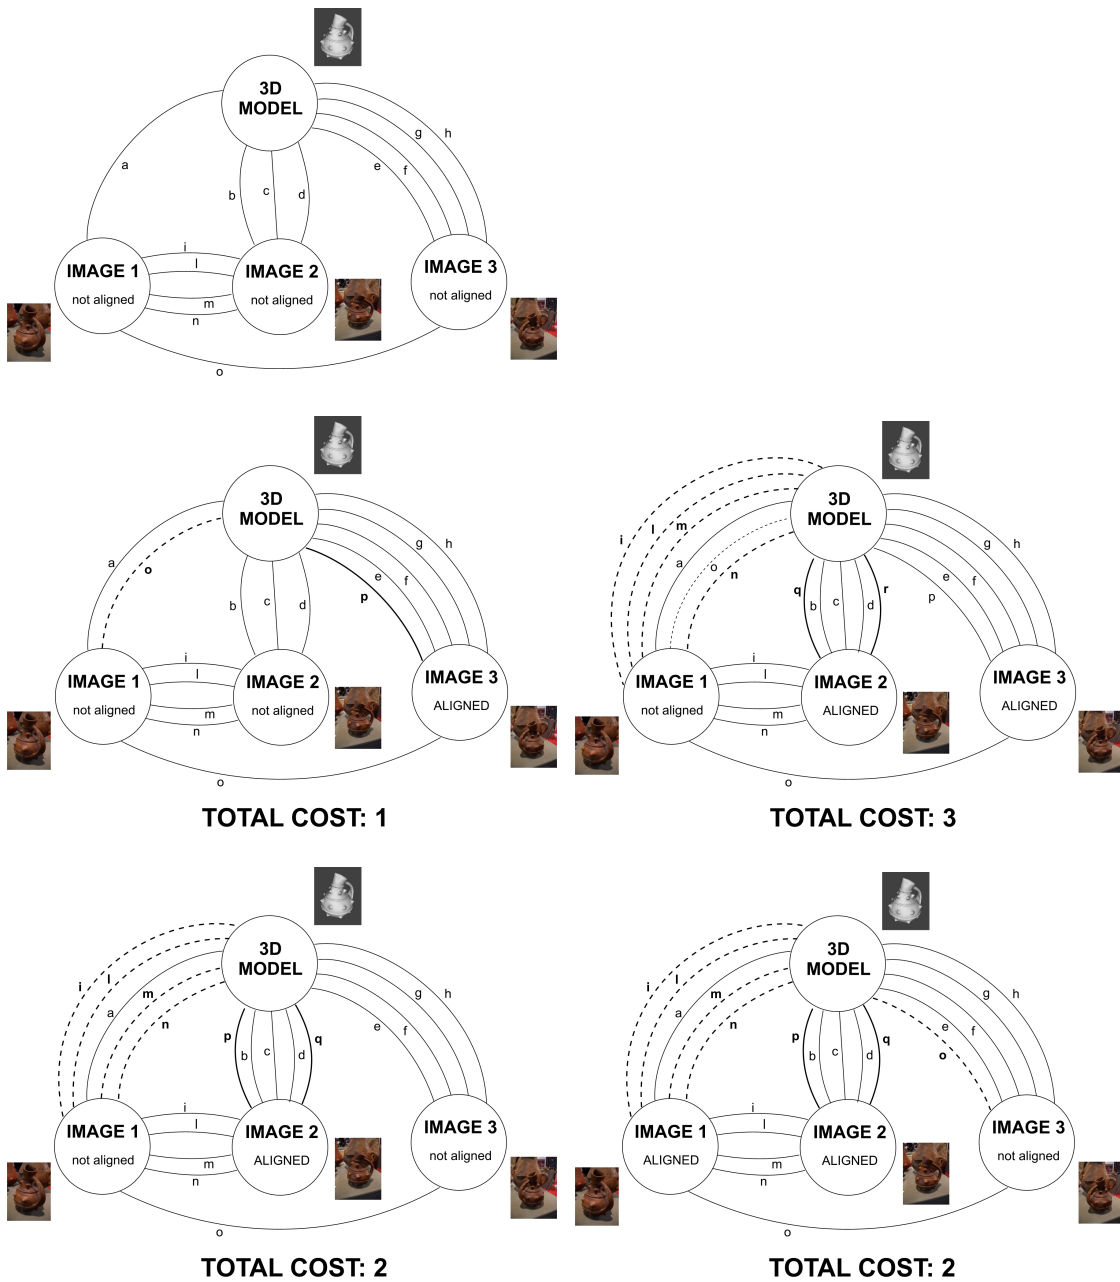 3D
MODEL
a
b
c
d
e
f
g
h
IMAGE 1
not aligned
i
l
m
n
IMAGE 2
not aligned
IMAGE 3
not aligned
o
3D
MODEL
a
o
b
c
d
p
e
f
g
h
IMAGE 1
not aligned
i
l
m
n
IMAGE 2
not aligned
IMAGE 3
ALIGNED
o
TOTAL COST: 1
3D
MODEL
i
l
m
a
o
n
q
b
c
d
r
p
e
f
g
h
IMAGE 1
not aligned
i
l
m
n
IMAGE 2
ALIGNED
IMAGE 3
ALIGNED
o
TOTAL COST: 3
3D
MODEL
i
l
a
m
n
p
b
c
d
q
e
f
g
h
IMAGE 1
not aligned
i
l
m
n
IMAGE 2
ALIGNED
IMAGE 3
not aligned
o
TOTAL COST: 2
3D
MODEL
i
l
a
m
n
p
b
c
d
q
o
e
f
g
h
IMAGE 1
ALIGNED
i
l
m
n
IMAGE 2
ALIGNED
IMAGE 3
not aligned
o
TOTAL COST: 2